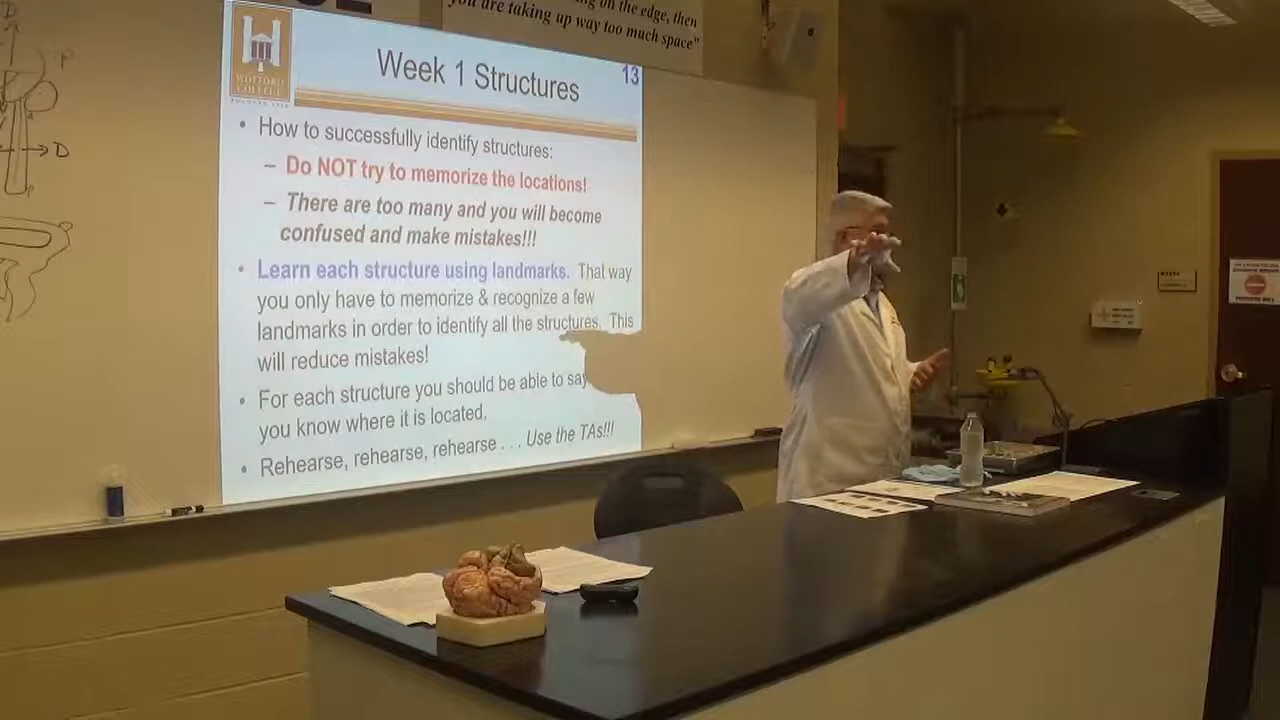 ng on the edge, then
you are taking up way too much space"
WOFFORD
COLLEGE
Week 1 Structures
13
• How to successfully identify structures:
– Do NOT try to memorize the locations!
– There are too many and you will become
confused and make mistakes!!!
• Learn each structure using landmarks. That way
you only have to memorize & recognize a few
landmarks in order to identify all the structures. This
will reduce mistakes!
• For each structure you should be able to say
you know where it is located.
• Rehearse, rehearse, rehearse . . . Use the TAs!!!
P
D